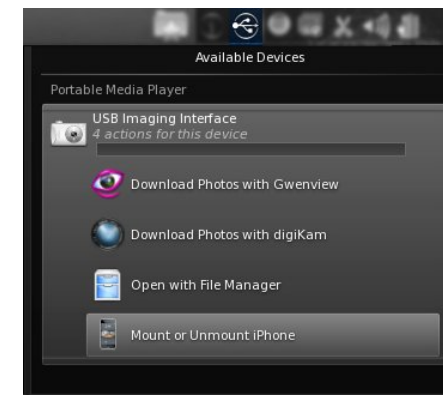 Available Devices
Portable Media Player
USB Imaging Interface
4 actions for this device
Download Photos with Gwenview
Download Photos with digiKam
Open with File Manager
Mount or Unmount iPhone